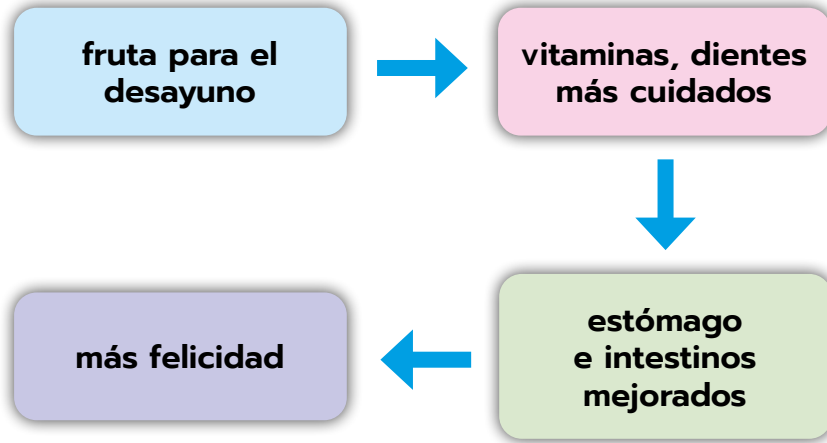 fruta para el
desayuno
vitaminas, dientes
más cuidados
estómago
e intestinos
mejorados
más felicidad